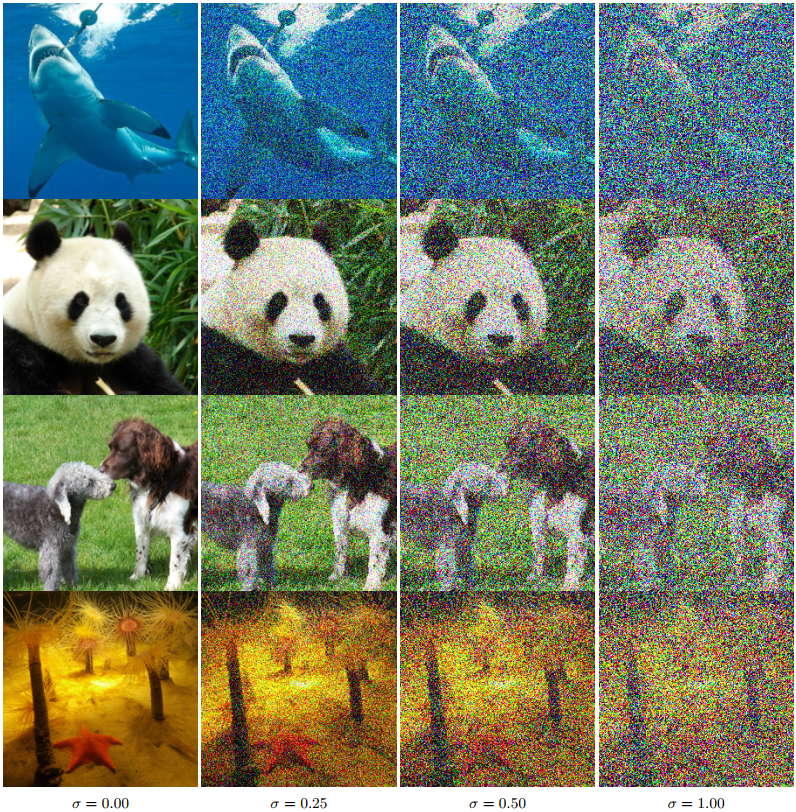 σ = 0.00 σ = 0.25 σ = 0.50 σ = 1.00